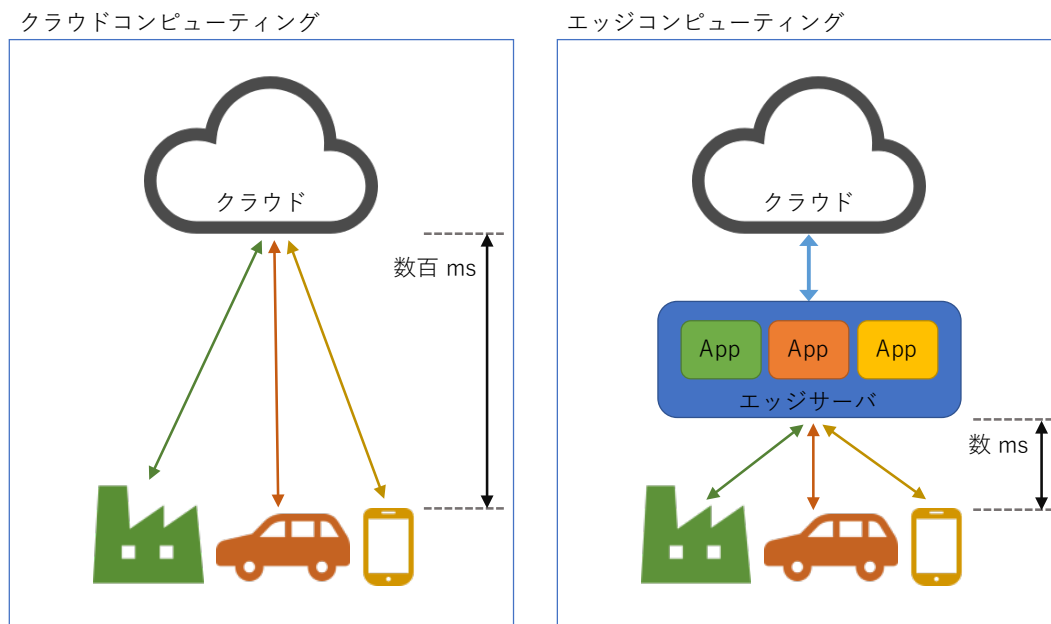 クラウドコンピューティング
クラウド
数百 ms
エッジコンピューティング
クラウド
App
App
App
エッジサーバ
数 ms